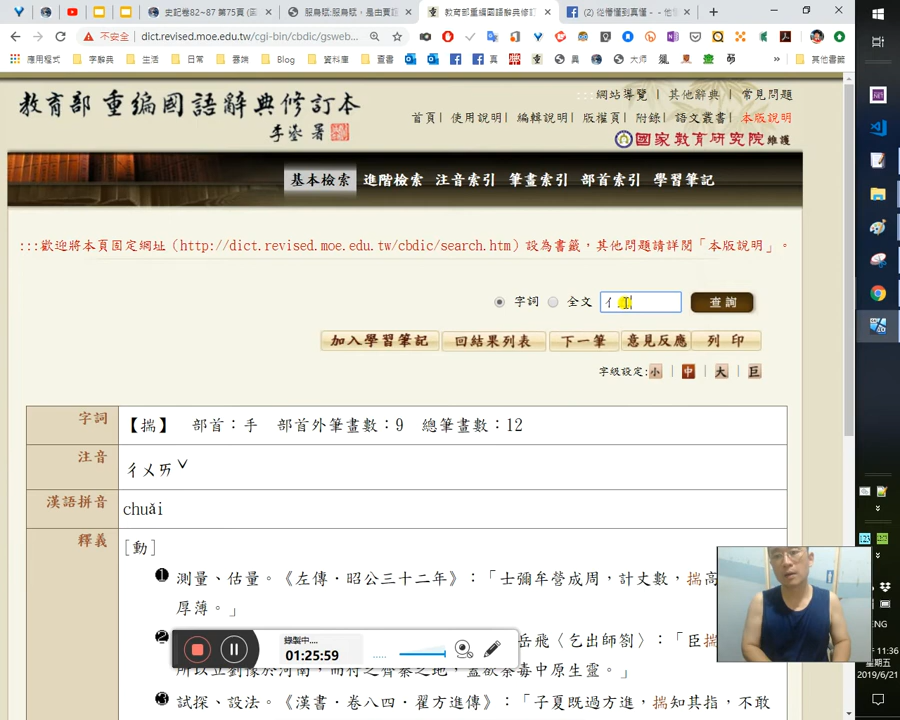 史記卷82~87 第75頁 (回
服鳥賦:服鳥賦，是由賈誼
教育部重編國語辭典修訂
(2) 從懵懂到真懂 - - 他
不安全 dict.revised.moe.edu.tw/cgi-bin/cbdic/gsweb...
應用程式 字辭典 生活 日常 雲端 Blog 資料庫 查書 真 興 大師 » 其他書籤
教育部 重編國語辭典修訂本
李鍌署
:::網站導覽| 其他辭典| 常見問題
首頁| 使用說明| 編輯說明| 版權頁| 附錄| 語文叢書| 本版說明
國家教育研究院 維護
基本檢索 進階檢索 注音索引 筆畫索引 部首索引 學習筆記
:::歡迎將本頁固定網址（http://dict.revised.moe.edu.tw/cbdic/search.htm）設為書籤，其他問題請詳閱「本版說明」。
字詞 全文 ㄔ 查詢
加入學習筆記 回結果列表 下一筆 意見反應 列印
字級設定:小 | 中 | 大 | 巨
字詞 【揣】 部首：手 部首外筆畫數：9 總筆畫數：12
注音 ㄔㄨㄞˇ
漢語拼音 chuǎi
釋義 [動]
❶ 測量、估量。《左傳．昭公三十二年》：「士彌牟營成周，計丈數，揣高
厚薄。」
❷ 岳飛〈乞出師劄〉：「臣揣
所以立劉豫於河南，而付之齊秦之地，蓋欲荼毒中原生靈。」
❸ 試探、設法。《漢書．卷八四．翟方進傳》：「子夏既過方進，揣知其指，不敢
錄製中....
01:25:59
ENG
11:36
星期五
2019/6/21